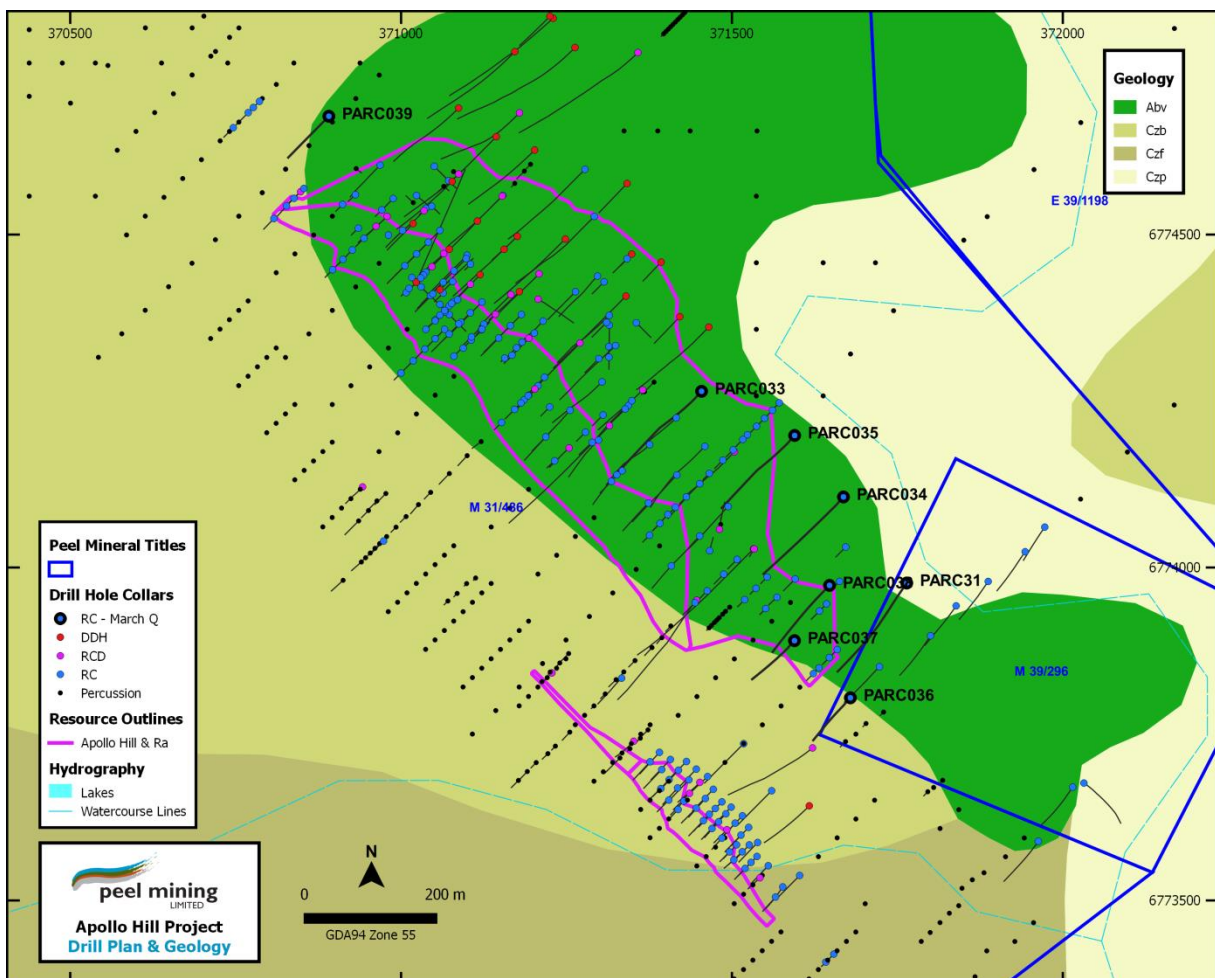 370500
371000
371500
372000
Geology
Abv
Czb
Czf
Czp
PARC039
E 39/1198
6774500
PARC033
PARC035
PARC034
M 31/486
6774000
PARC31
PARC037
M 39/296
PARC036
6773500
Peel Mineral Titles
Drill Hole Collars
RC - March Q
DDH
RCD
RC
Percussion
Resource Outlines
Apollo Hill & Ra
Hydrography
Lakes
Watercourse Lines
peel mining
LIMITED
Apollo Hill Project
Drill Plan & Geology
N
0 200 m
GDA94 Zone 55